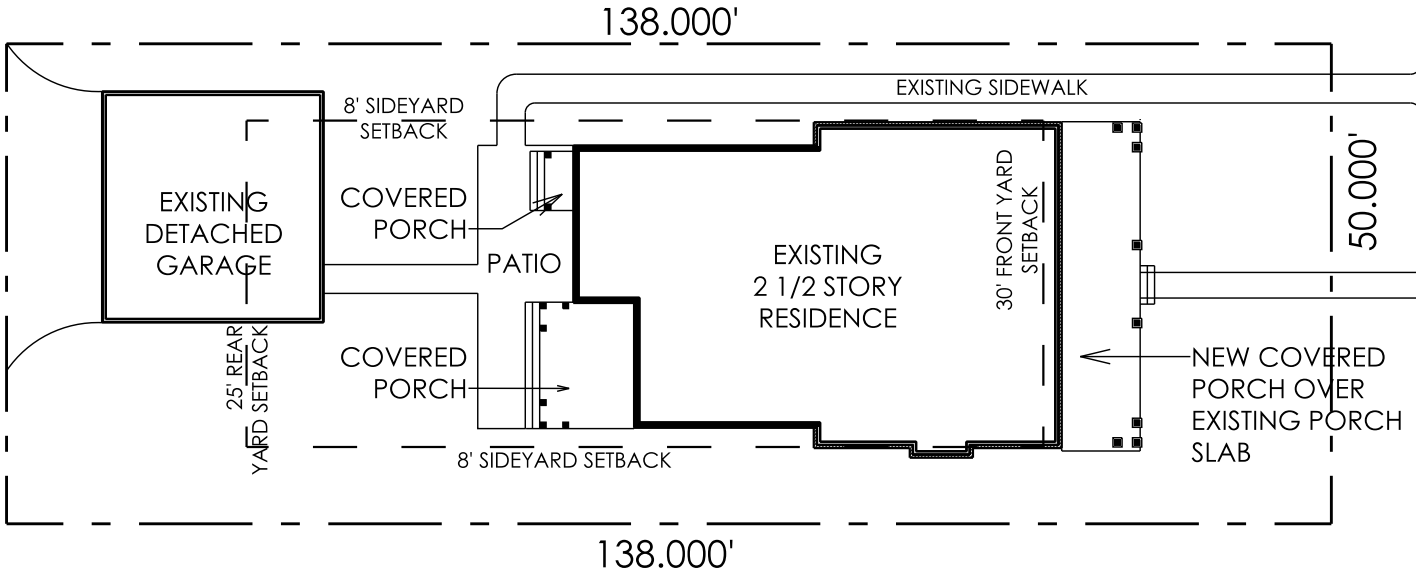 138.000'
EXISTING SIDEWALK
8' SIDEYARD
SETBACK
50.000'
EXISTING
DETACHED
GARAGE
COVERED
PORCH
PATIO
EXISTING
2 1/2 STORY
RESIDENCE
30' FRONT YARD
SETBACK
25' REAR
YARD SETBACK
COVERED
PORCH
NEW COVERED
PORCH OVER
EXISTING PORCH
SLAB
8' SIDEYARD SETBACK
138.000'